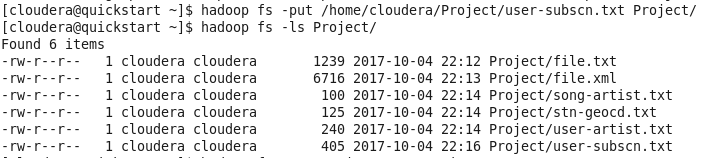 [cloudera@quickstart ~]$ hadoop fs -put /home/cloudera/Project/user-subscn.txt Project/
[cloudera@quickstart ~]$ hadoop fs -ls Project/
Found 6 items
-rw-r--r--   1 cloudera cloudera       1239 2017-10-04 22:12 Project/file.txt
-rw-r--r--   1 cloudera cloudera       6716 2017-10-04 22:13 Project/file.xml
-rw-r--r--   1 cloudera cloudera        100 2017-10-04 22:14 Project/song-artist.txt
-rw-r--r--   1 cloudera cloudera        125 2017-10-04 22:14 Project/stn-geocd.txt
-rw-r--r--   1 cloudera cloudera        240 2017-10-04 22:14 Project/user-artist.txt
-rw-r--r--   1 cloudera cloudera        405 2017-10-04 22:16 Project/user-subscn.txt